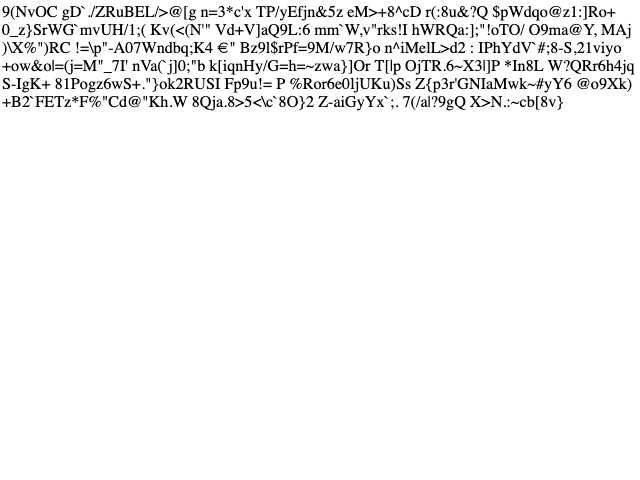 9(NvOC gD`./ZRuBEL/>@[g n=3*c'x TP/yEfjn&5z eM>+8^cD r(:8u&?Q $pWdqo@z1:]Ro+
0_z}SrWG`mvUH/1;( Kv(<(N'" Vd+V]aQ9L:6 mm`W,v"rks!I hWRQa:];"!oTO/ O9ma@Y, MAj
)\X%")RC !=\p"-A07Wndbq;K4 €" Bz9l$rPf=9M/w7R}o n^iMelL>d2 : IPhYdV`#;8-S,21viyo
+ow&o|=(j=M"_7I' nVa(`j]0;"b k[iqnHy/G=h=~zwa}]Or T[|p OjTR.6~X3|]P *In8L W?QRr6h4jq
S-IgK+ 81Pogz6wS+."}ok2RUSI Fp9u!= P %Ror6e0ljUKu)Ss Z{p3r'GNIaMwk~#yY6 @o9Xk)
+B2`FETz*F%"Cd@"Kh.W 8Qja.8>5<\c`8O}2 Z-aiGyYx`;. 7(/a|?9gQ X>N.:~cb[8v}